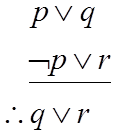 p ∨ q
¬p ∨ r
∴ q ∨ r